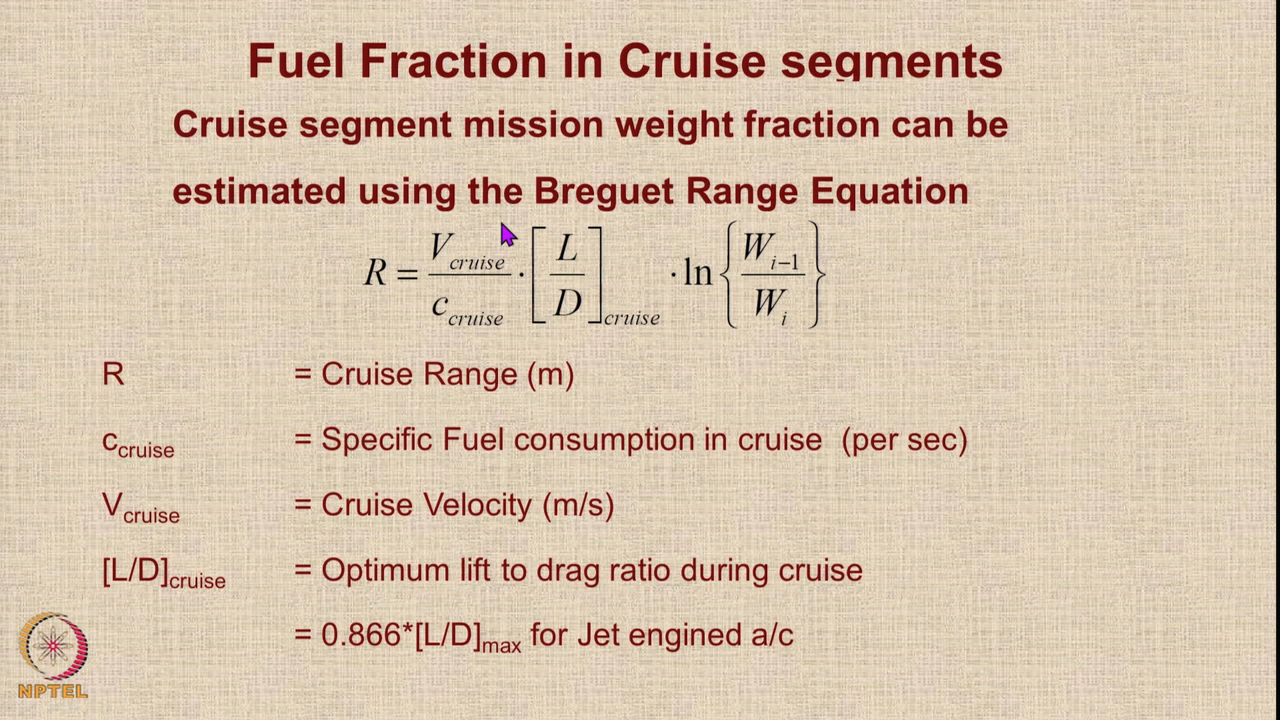 Fuel Fraction in Cruise segments
Cruise segment mission weight fraction can be
estimated using the Breguet Range Equation
R = V_cruise / c_cruise · [L / D]_cruise · ln {W_i−1 / W_i}
R = Cruise Range (m)
c_cruise = Specific Fuel consumption in cruise (per sec)
V_cruise = Cruise Velocity (m/s)
[L/D]_cruise = Optimum lift to drag ratio during cruise
= 0.866*[L/D]_max for Jet engined a/c
NPTEL